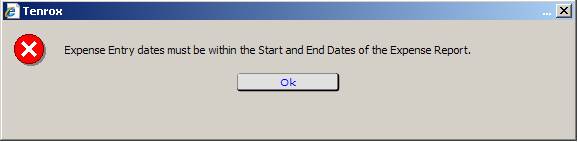 Tenrox
...
Expense Entry dates must be within the Start and End Dates of the Expense Report.
Ok